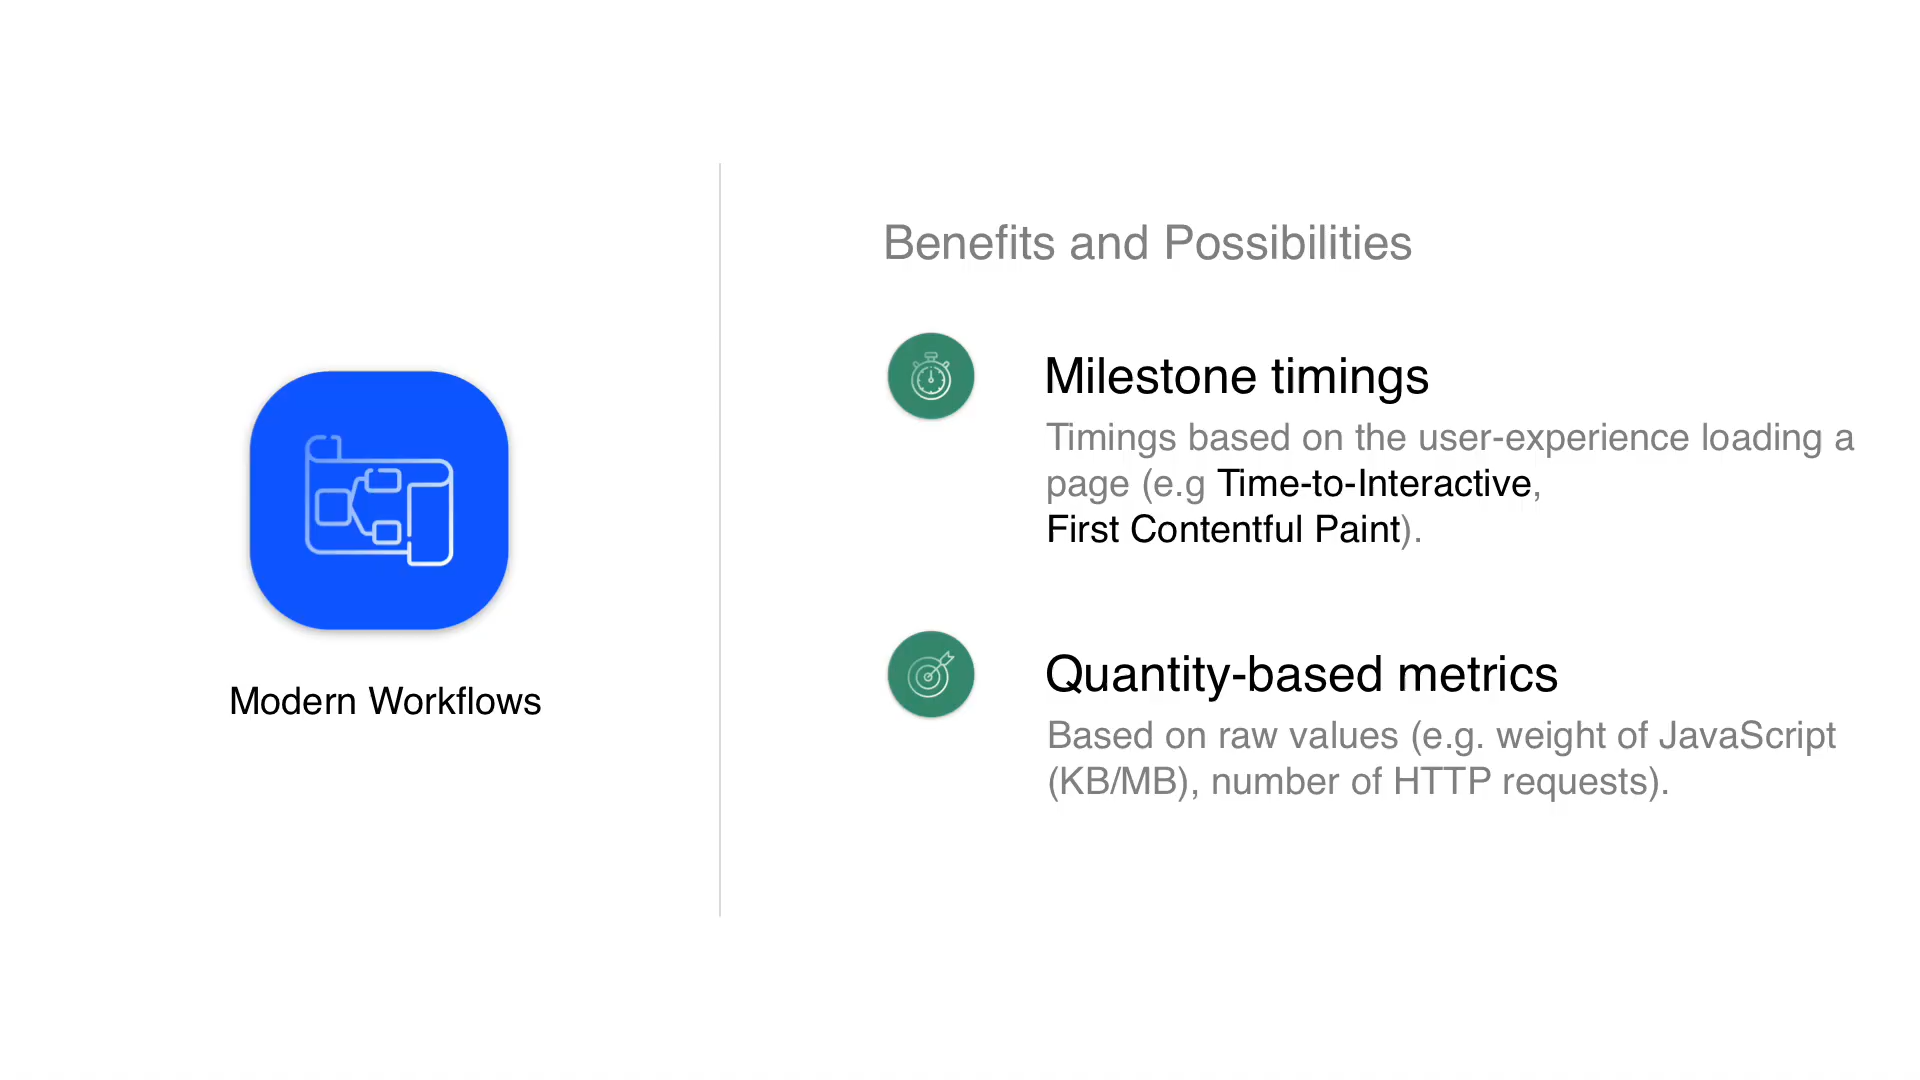 Modern Workflows
Benefits and Possibilities
Milestone timings
Timings based on the user-experience loading a
page (e.g Time-to-Interactive,
First Contentful Paint).
Quantity-based metrics
Based on raw values (e.g. weight of JavaScript
(KB/MB), number of HTTP requests).